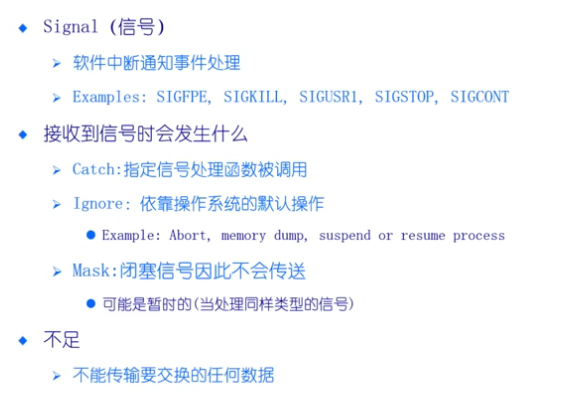 Signal (信号)
软件中断通知事件处理
Examples: SIGFPE, SIGKILL, SIGUSR1, SIGSTOP, SIGCONT
接收到信号时会发生什么
Catch:指定信号处理函数被调用
Ignore: 依靠操作系统的默认操作
Example: Abort, memory dump, suspend or resume process
Mask:闭塞信号因此不会传送
可能是暂时的(当处理同样类型的信号)
不足
不能传输要交换的任何数据